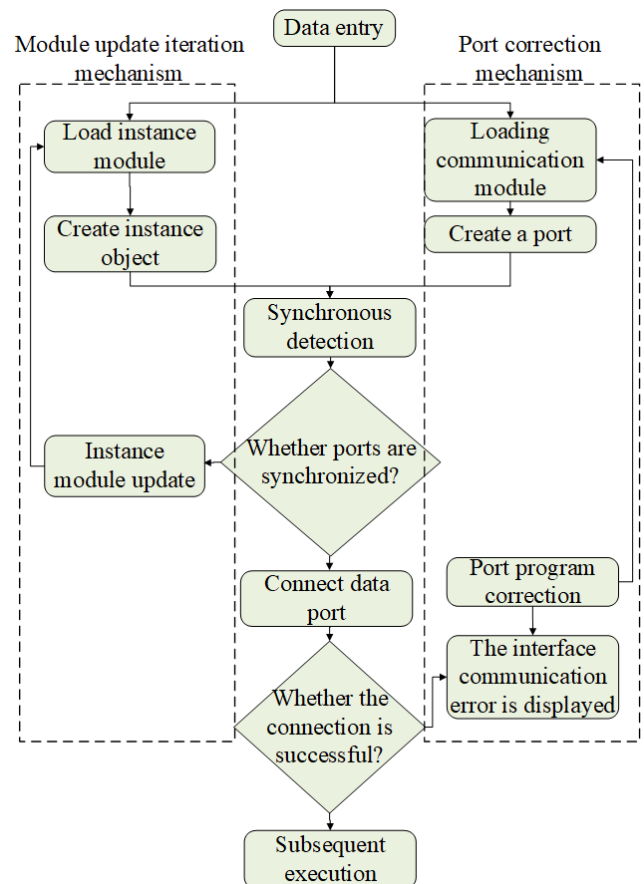 Data entry
Module update iteration
mechanism
Port correction
mechanism
Load instance
module
Loading
communication
module
Create instance
object
Create a port
Synchronous
detection
Whether ports are
synchronized?
Instance
module update
Connect data
port
Port program
correction
The interface
communication
error is displayed
Whether the
connection is
successful?
Subsequent
execution